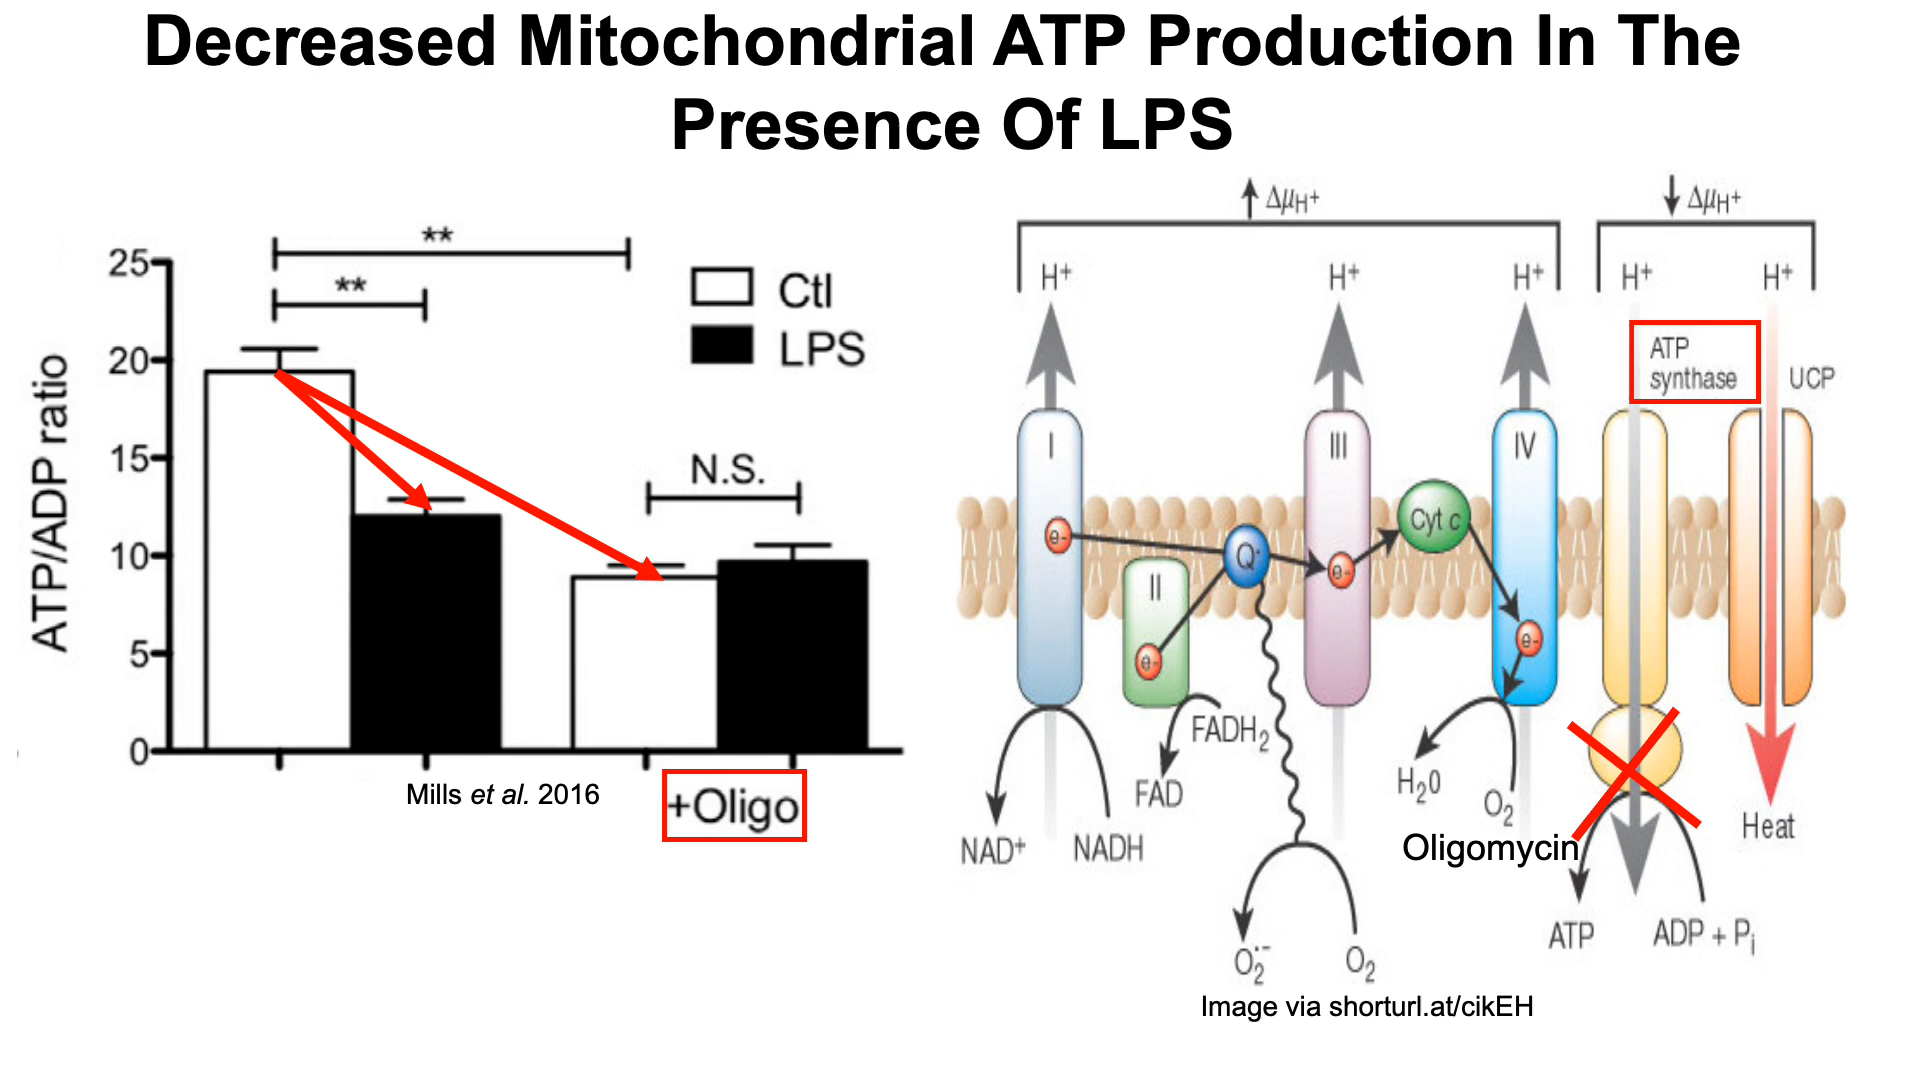 Decreased Mitochondrial ATP Production In The
Presence Of LPS
**
**
25
20
15
10
5
0
ATP/ADP ratio
Ctl
LPS
N.S.
Mills et al. 2016
+Oligo
↑ ΔμH+
↓ ΔμH+
H+
H+
H+
H+
H+
ATP
synthase
UCP
I
III
IV
Cyt c
e-
Q·
e-
II
e-
e-
FADH2
FAD
H20
O2
NAD+
NADH
Oligomycin
Heat
ATP
ADP + Pi
O2·-
O2
Image via shorturl.at/cikEH